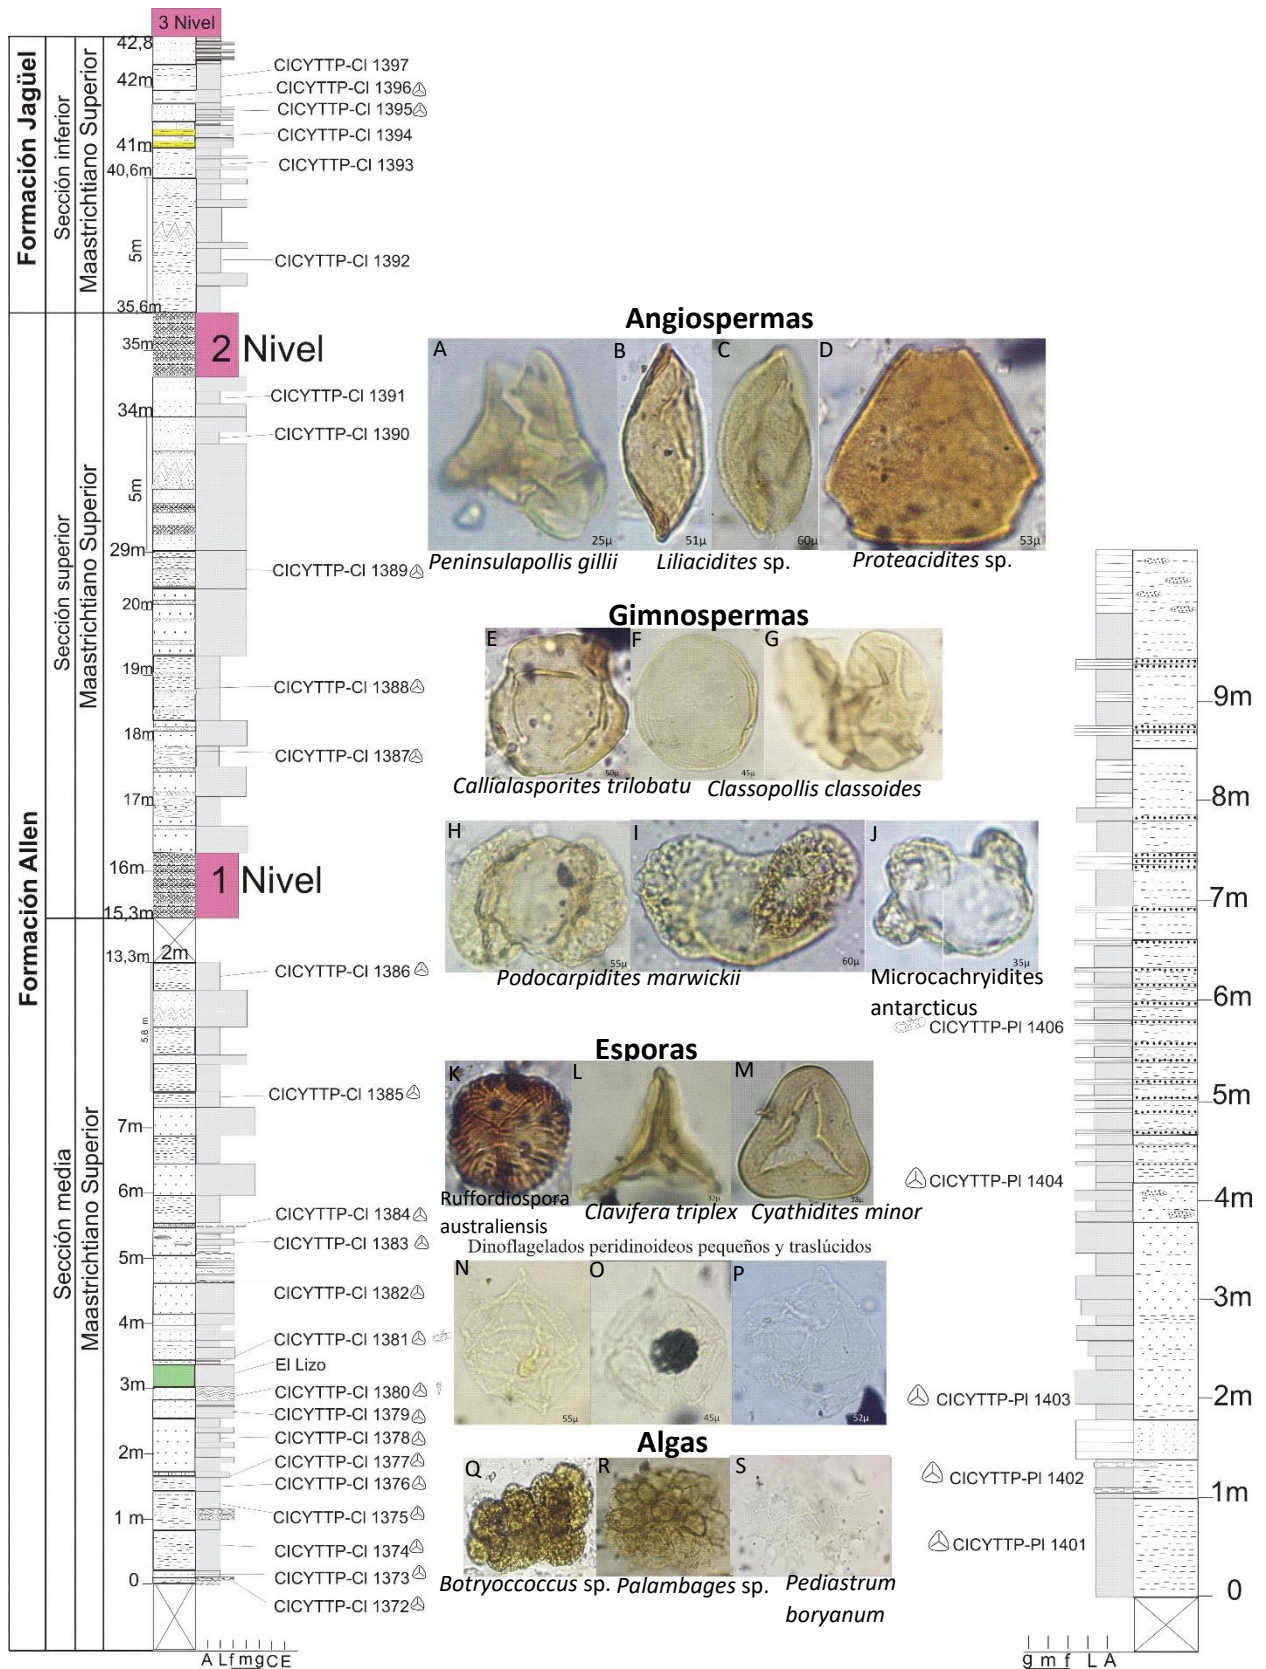 3 Nivel
Formación Jagüel
Sección inferior
Maastrichtiano Superior
42,8
42m
41m
40,6m
5m
35,6m
CICYTTP-CI 1397
CICYTTP-CI 1396
CICYTTP-CI 1395
CICYTTP-CI 1394
CICYTTP-CI 1393
CICYTTP-CI 1392
Formación Allen
Sección superior
Maastrichtiano Superior
35m
2 Nivel
34m
5m
29m
20m
19m
18m
17m
16m
15,3m
CICYTTP-CI 1391
CICYTTP-CI 1390
CICYTTP-CI 1389
CICYTTP-CI 1388
CICYTTP-CI 1387
1 Nivel
Sección media
Maastrichtiano Superior
13,3m
2m
5.8 m
7m
6m
5m
4m
3m
2m
1 m
0
CICYTTP-CI 1386
CICYTTP-CI 1385
CICYTTP-CI 1384
CICYTTP-CI 1383
CICYTTP-CI 1382
CICYTTP-CI 1381
El Lizo
CICYTTP-CI 1380
CICYTTP-CI 1379
CICYTTP-CI 1378
CICYTTP-CI 1377
CICYTTP-CI 1376
CICYTTP-CI 1375
CICYTTP-CI 1374
CICYTTP-CI 1373
CICYTTP-CI 1372
A L f m g C E
Angiospermas
A B C D
25µ 51µ 60µ 53µ
Peninsulapollis gillii Liliacidites sp. Proteacidites sp.
Gimnospermas
E F G
50µ 45µ
Callialasporites trilobatu Classopollis classoides
H I J
55µ 60µ 35µ
Podocarpidites marwickii
Microcachryidites
antarcticus
Esporas
K L M
37µ 38µ
Ruffordiospora
australiensis
Clavifera triplex Cyathidites minor
Dinoflagelados peridinoideos pequeños y traslúcidos
N O P
55µ 45µ 52µ
Algas
Q R S
Botryoccoccus sp. Palambages sp. Pediastrum
boryanum
CICYTTP-PI 1406
CICYTTP-PI 1404
CICYTTP-PI 1403
CICYTTP-PI 1402
CICYTTP-PI 1401
9m
8m
7m
6m
5m
4m
3m
2m
1m
0
g m f L A